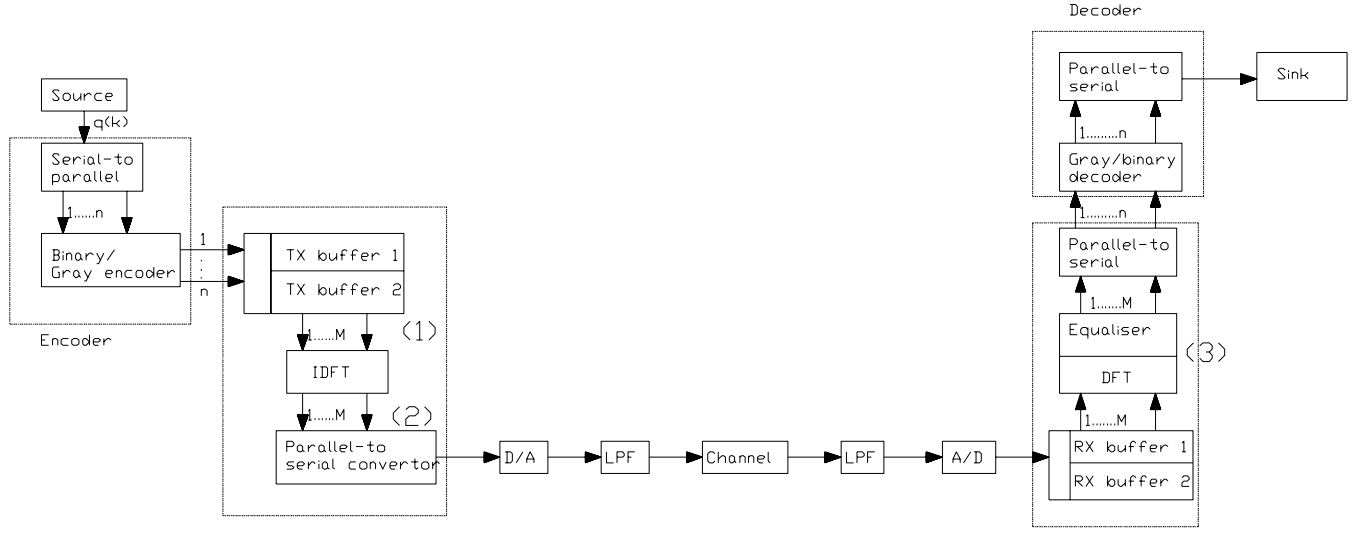 Source
q(k)
Serial-to
parallel
1......n
Binary/
Gray encoder
Encoder
1
.
.
.
n
TX buffer 1
TX buffer 2
1......M
(1)
IDFT
1......M
(2)
Parallel-to
serial convertor
D/A
LPF
Channel
LPF
A/D
RX buffer 1
RX buffer 2
1.......M
DFT
Equaliser
(3)
1.......M
Parallel-to
serial
1.........n
Gray/binary
decoder
1.........n
Parallel-to
serial
Decoder
Sink